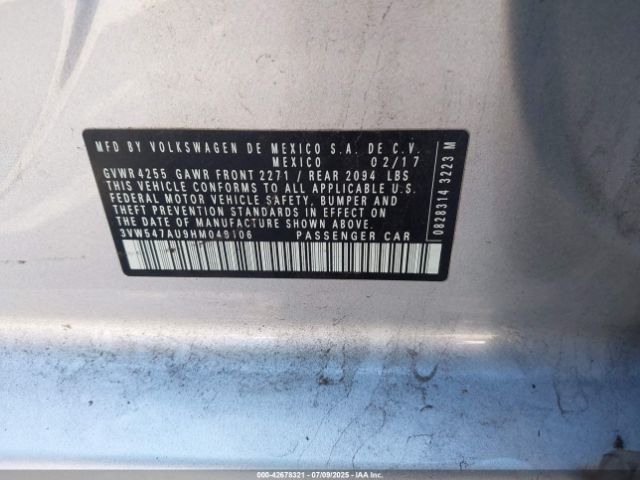 MFD BY VOLKSWAGEN DE MEXICO S.A. DE C.V.
MEXICO 02/17
GVWR 4255 GAWR FRONT 2271 / REAR 2094 LBS
THIS VEHICLE CONFORMS TO ALL APPLICABLE U.S.
FEDERAL MOTOR VEHICLE SAFETY, BUMPER AND
THEFT PREVENTION STANDARDS IN EFFECT ON
THE DATE OF MANUFACTURE SHOWN ABOVE.
3VW547AU9HM048106 PASSENGER CAR
0828314 3223 M
000-42678321 | 07/09/2025 | IAAI.COM